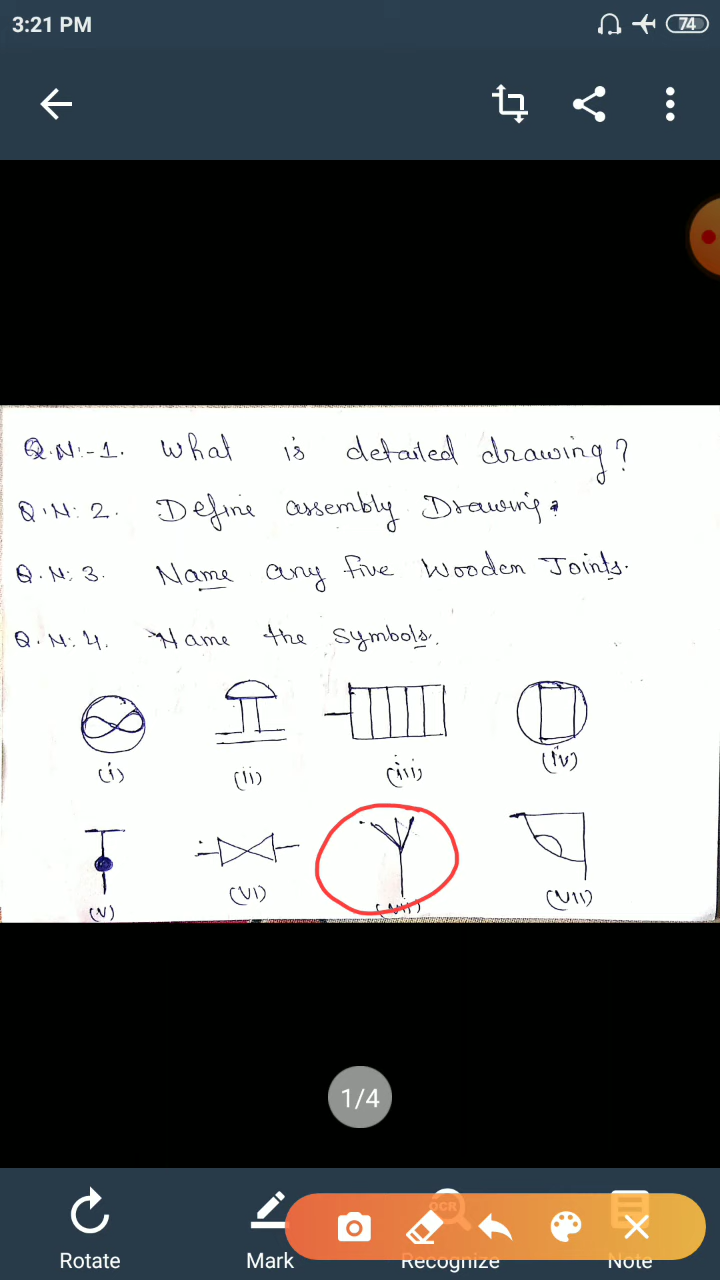 3:21 PM
74
Q.N:-1. What is detailed drawing?
Q.N: 2. Define assembly Drawing.
Q.N: 3. Name any five Wooden Joints.
Q.N: 4. Name the symbols.
(i) (ii) (iii) (iv)
(v) (VI) (VII)
1/4
OCR
Rotate Mark Recognize Note